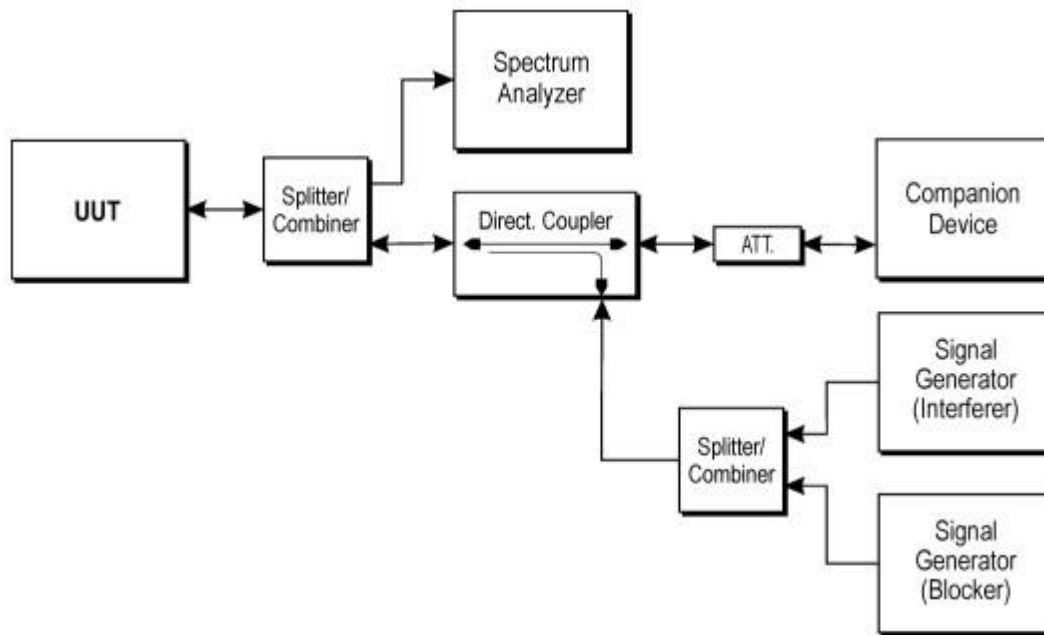 Spectrum
Analyzer
UUT
Splitter/
Combiner
Direct. Coupler
ATT.
Companion
Device
Signal
Generator
(Interferer)
Splitter/
Combiner
Signal
Generator
(Blocker)